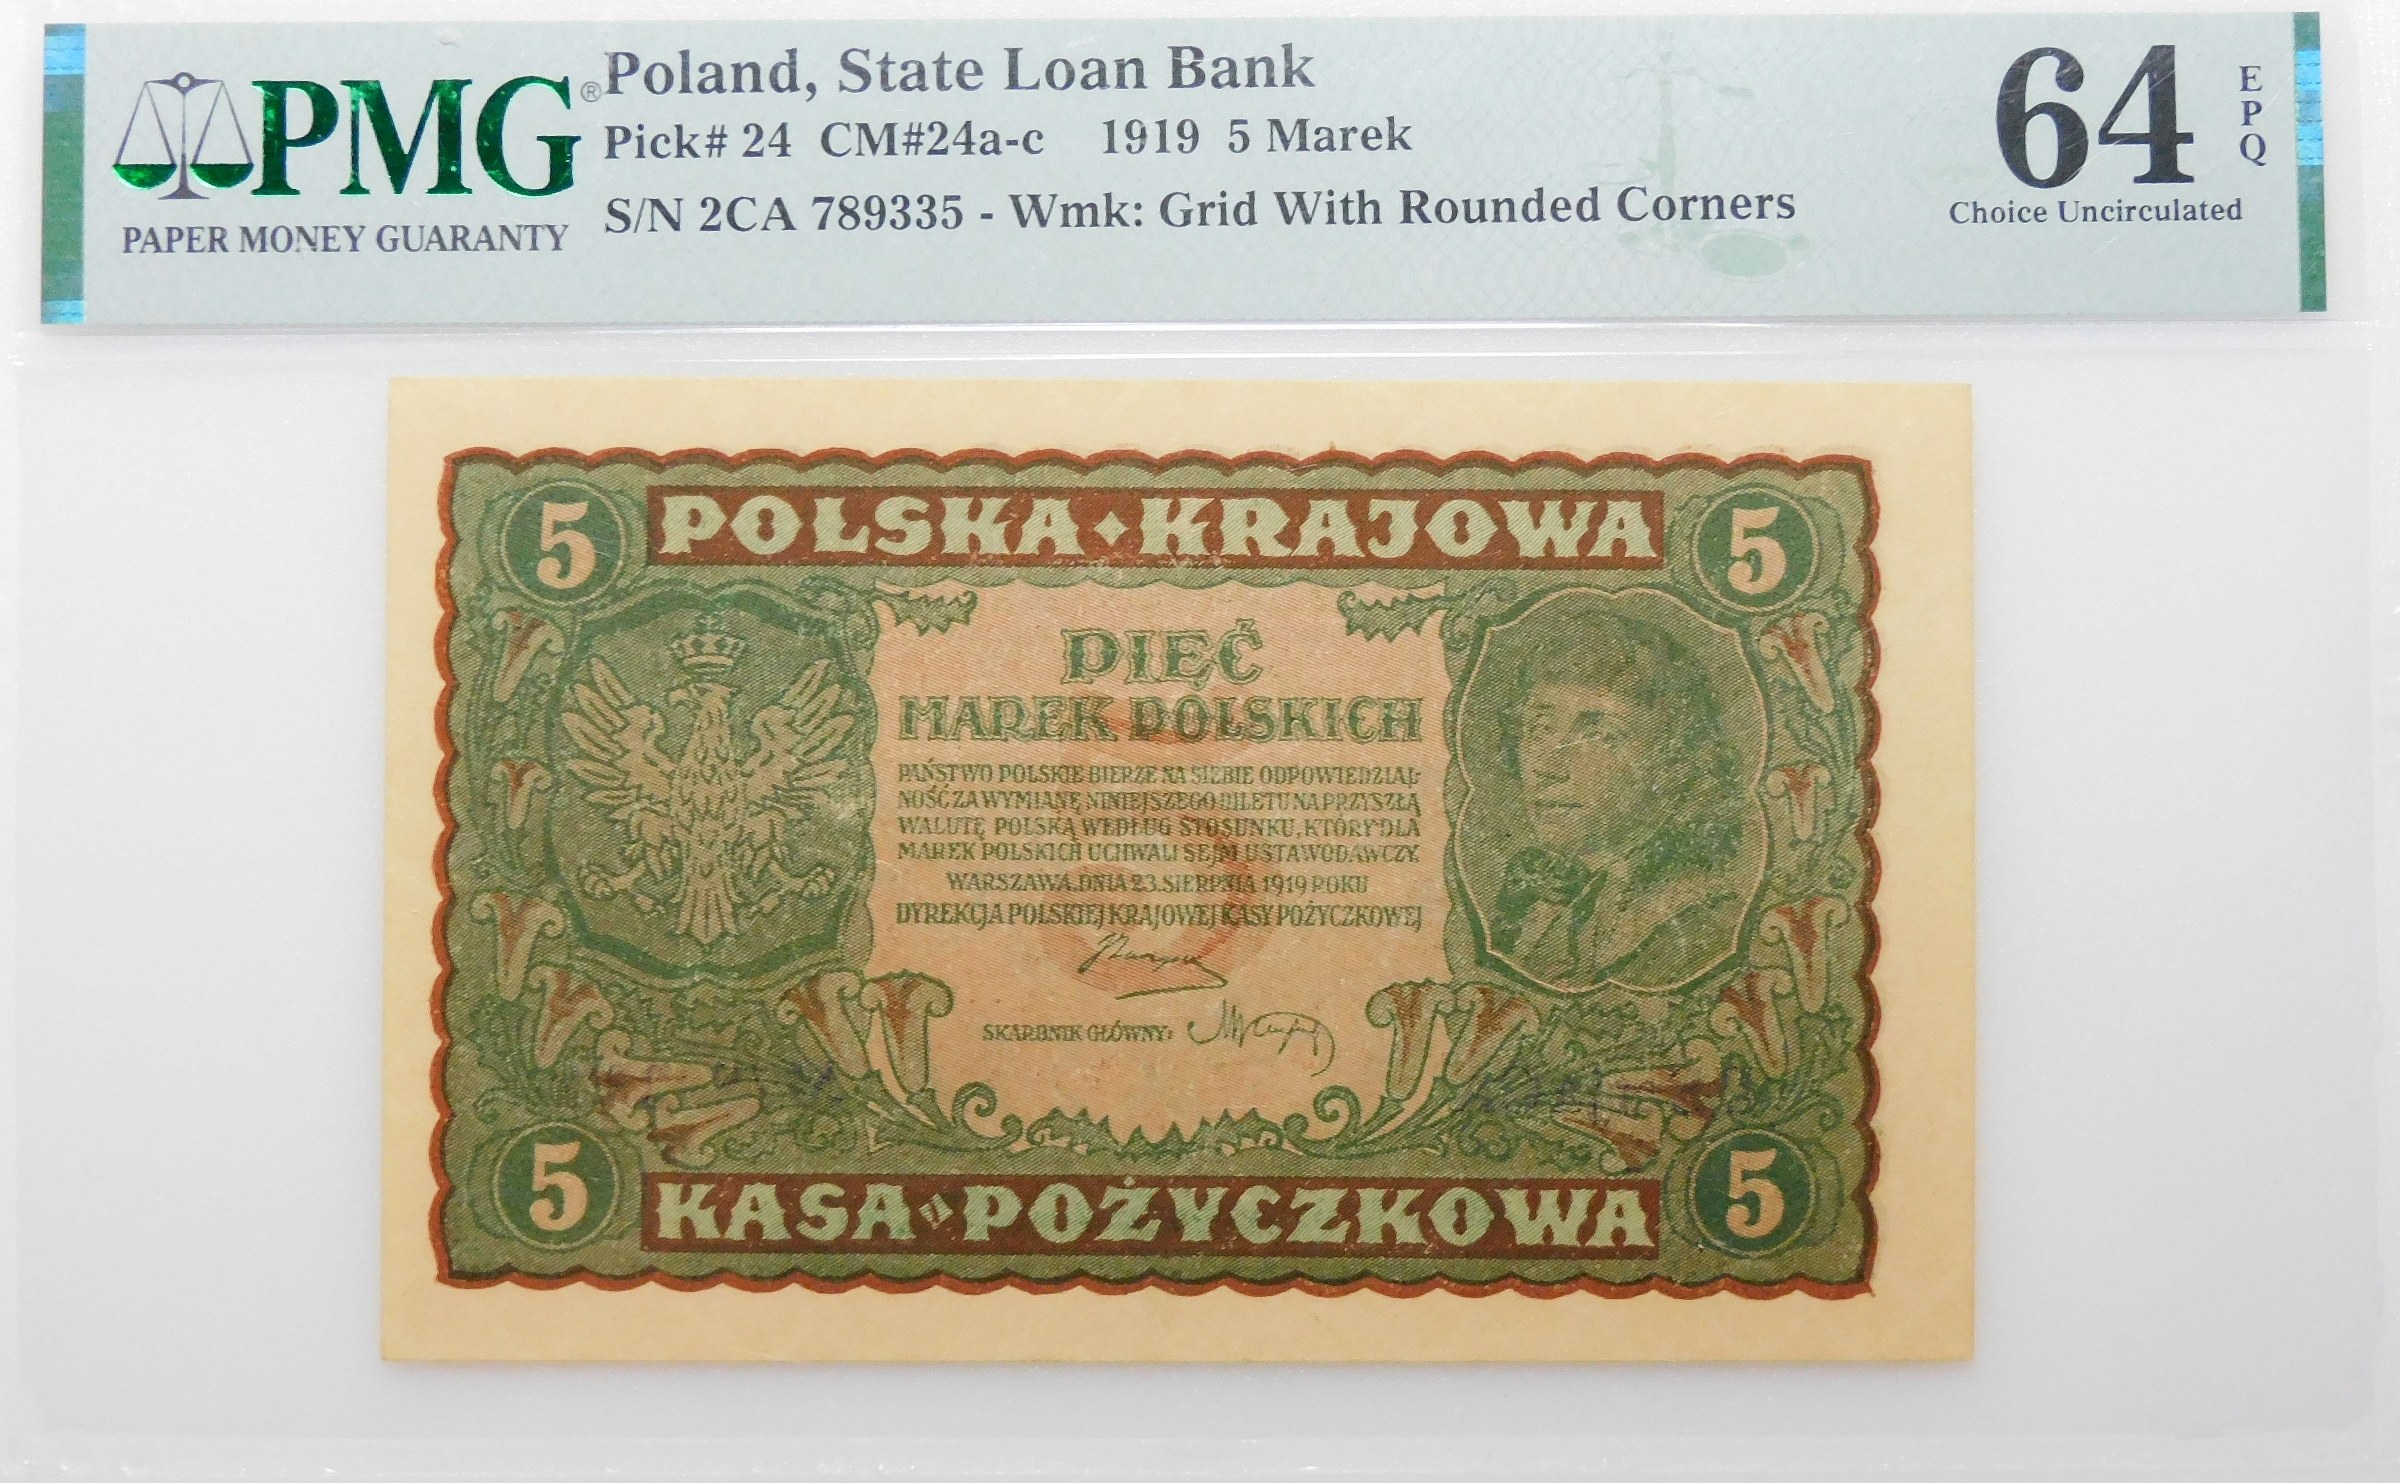 PMG®
PAPER MONEY GUARANTY
Poland, State Loan Bank
Pick# 24 CM#24a-c 1919 5 Marek
S/N 2CA 789335 - Wmk: Grid With Rounded Corners
64
EPQ
Choice Uncirculated
5 POLSKA KRAJOWA 5
PIĘĆ
MAREK POLSKICH
PAŃSTWO POLSKIE BIERZE NA SIEBIE ODPOWIEDZIAL-
NOŚĆ ZA WYMIANĘ NINIEJSZEGO BILETU NA PRZYSZŁĄ
WALUTĘ POLSKĄ WEDŁUG STOSUNKU, KTÓRY DLA
MAREK POLSKICH UCHWALI SEJM USTAWODAWCZY.
WARSZAWA, DNIA 23. SIERPNIA 1919 ROKU
DYREKCJA POLSKIEJ KRAJOWEJ KASY POŻYCZKOWEJ
SKARBNIK GŁÓWNY:
5 KASA POŻYCZKOWA 5